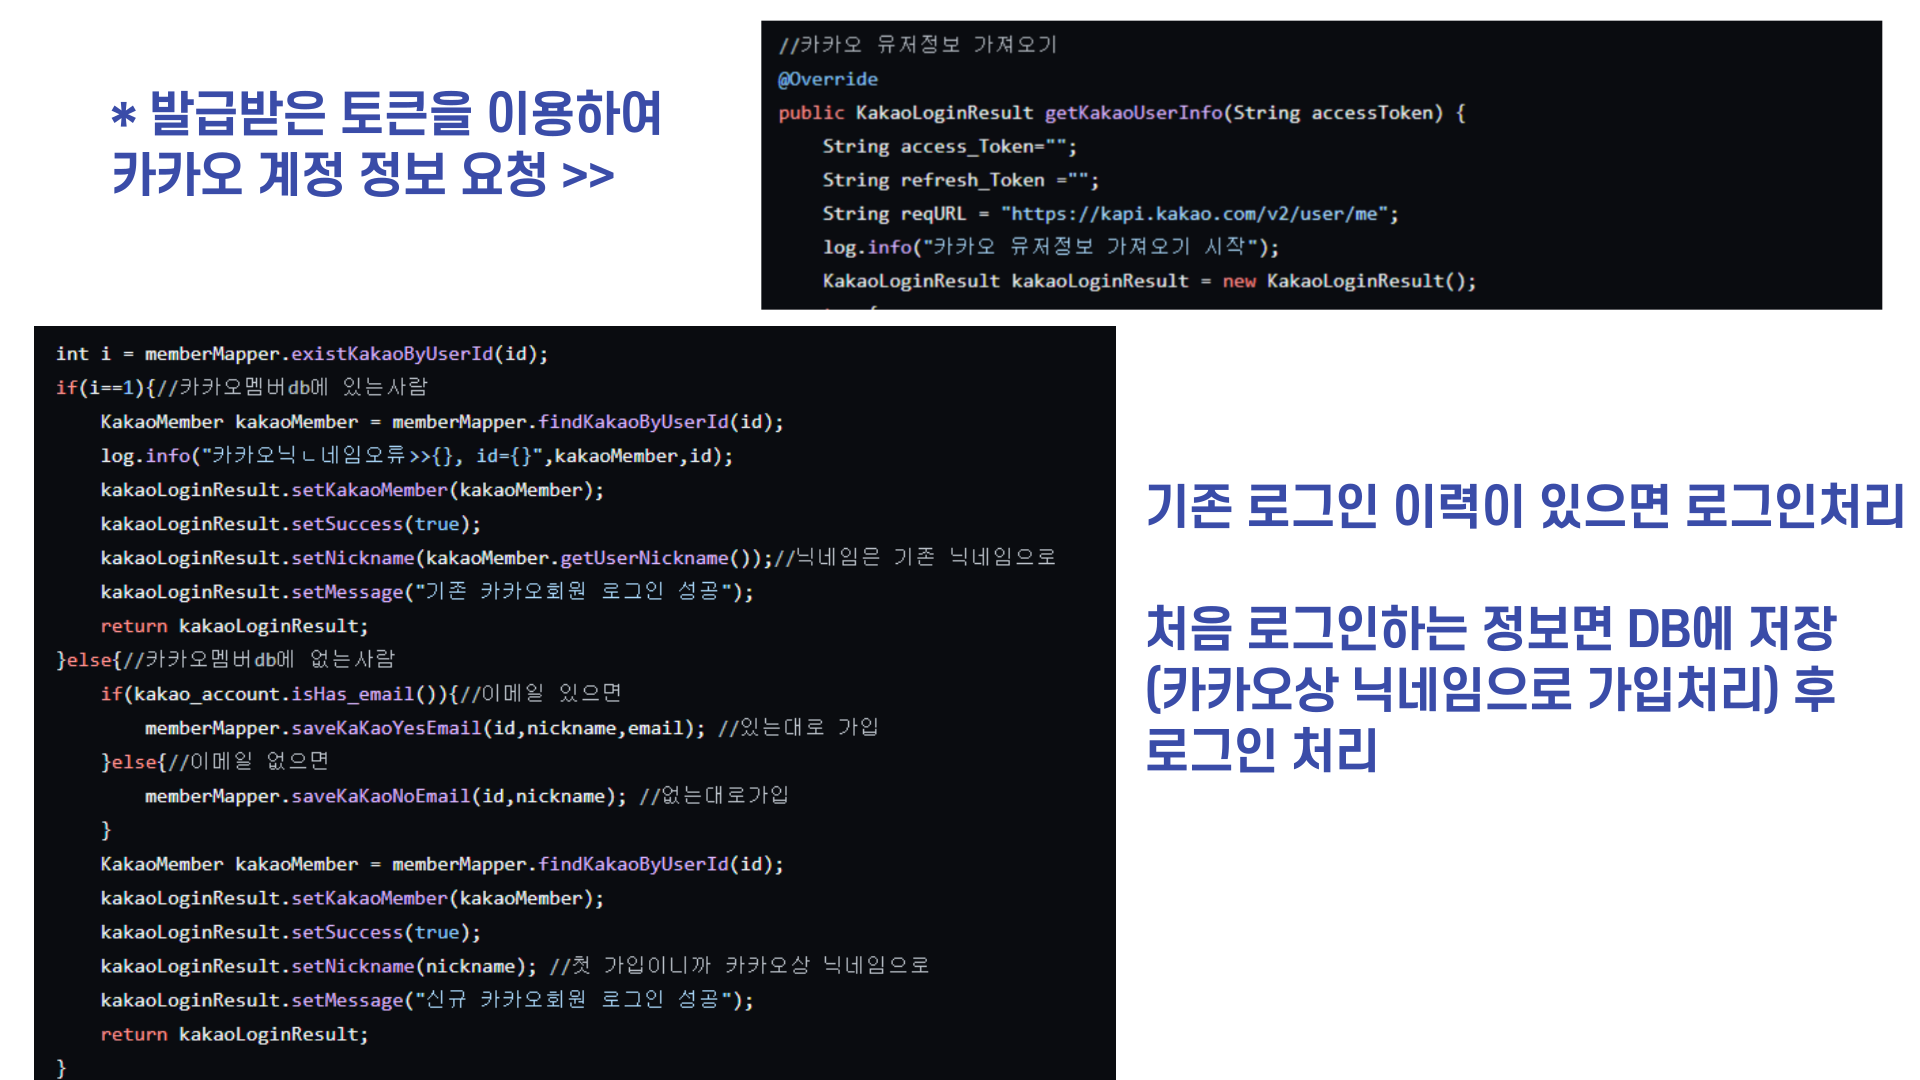 * 발급받은 토큰을 이용하여
카카오 계정 정보 요청 >>
//카카오 유저정보 가져오기
@Override
public KakaoLoginResult getKakaoUserInfo(String accessToken) {
    String access_Token="";
    String refresh_Token ="";
    String reqURL = "https://kapi.kakao.com/v2/user/me";
    log.info("카카오 유저정보 가져오기 시작");
    KakaoLoginResult kakaoLoginResult = new KakaoLoginResult();
int i = memberMapper.existKakaoByUserId(id);
if(i==1){//카카오멤버db에 있는사람
    KakaoMember kakaoMember = memberMapper.findKakaoByUserId(id);
    log.info("카카오닉ㄴ네임오류>>{}, id={}",kakaoMember,id);
    kakaoLoginResult.setKakaoMember(kakaoMember);
    kakaoLoginResult.setSuccess(true);
    kakaoLoginResult.setNickname(kakaoMember.getUserNickname());//닉네임은 기존 닉네임으로
    kakaoLoginResult.setMessage("기존 카카오회원 로그인 성공");
    return kakaoLoginResult;
}else{//카카오멤버db에 없는사람
    if(kakao_account.isHas_email()){//이메일 있으면
        memberMapper.saveKaKaoYesEmail(id,nickname,email); //있는대로 가입
    }else{//이메일 없으면
        memberMapper.saveKaKaoNoEmail(id,nickname); //없는대로가입
    }
    KakaoMember kakaoMember = memberMapper.findKakaoByUserId(id);
    kakaoLoginResult.setKakaoMember(kakaoMember);
    kakaoLoginResult.setSuccess(true);
    kakaoLoginResult.setNickname(nickname); //첫 가입이니까 카카오상 닉네임으로
    kakaoLoginResult.setMessage("신규 카카오회원 로그인 성공");
    return kakaoLoginResult;
}
기존 로그인 이력이 있으면 로그인처리
처음 로그인하는 정보면 DB에 저장
(카카오상 닉네임으로 가입처리) 후
로그인 처리